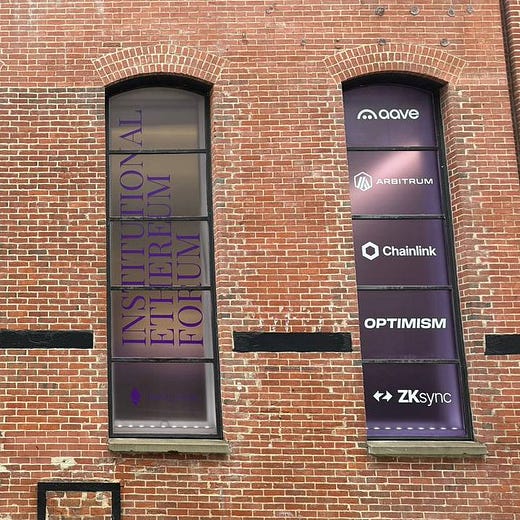 INSTITUTIONAL
ETHEREUM
FORUM
aave
ARBITRUM
Chainlink
OPTIMISM
ZKsync